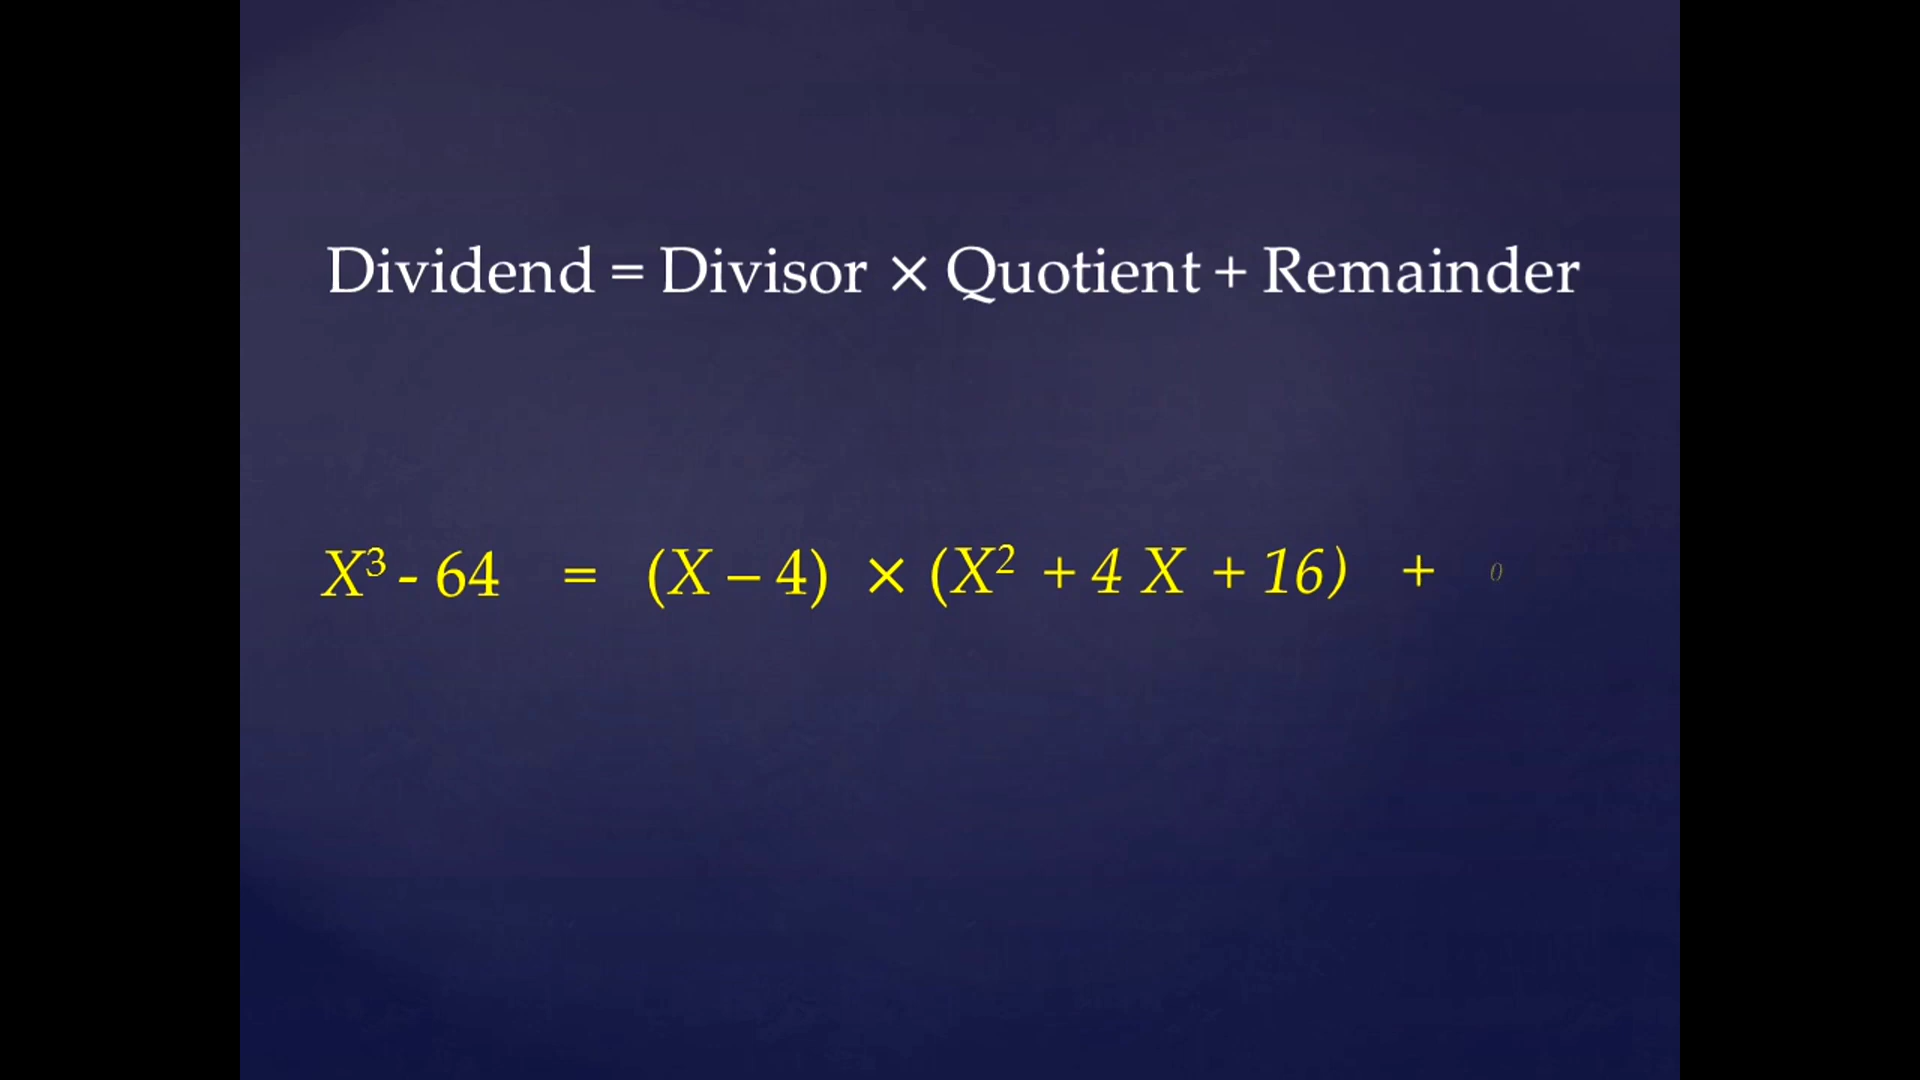 Dividend = Divisor × Quotient + Remainder
X³ - 64 = (X – 4) × (X² + 4 X + 16) + 0